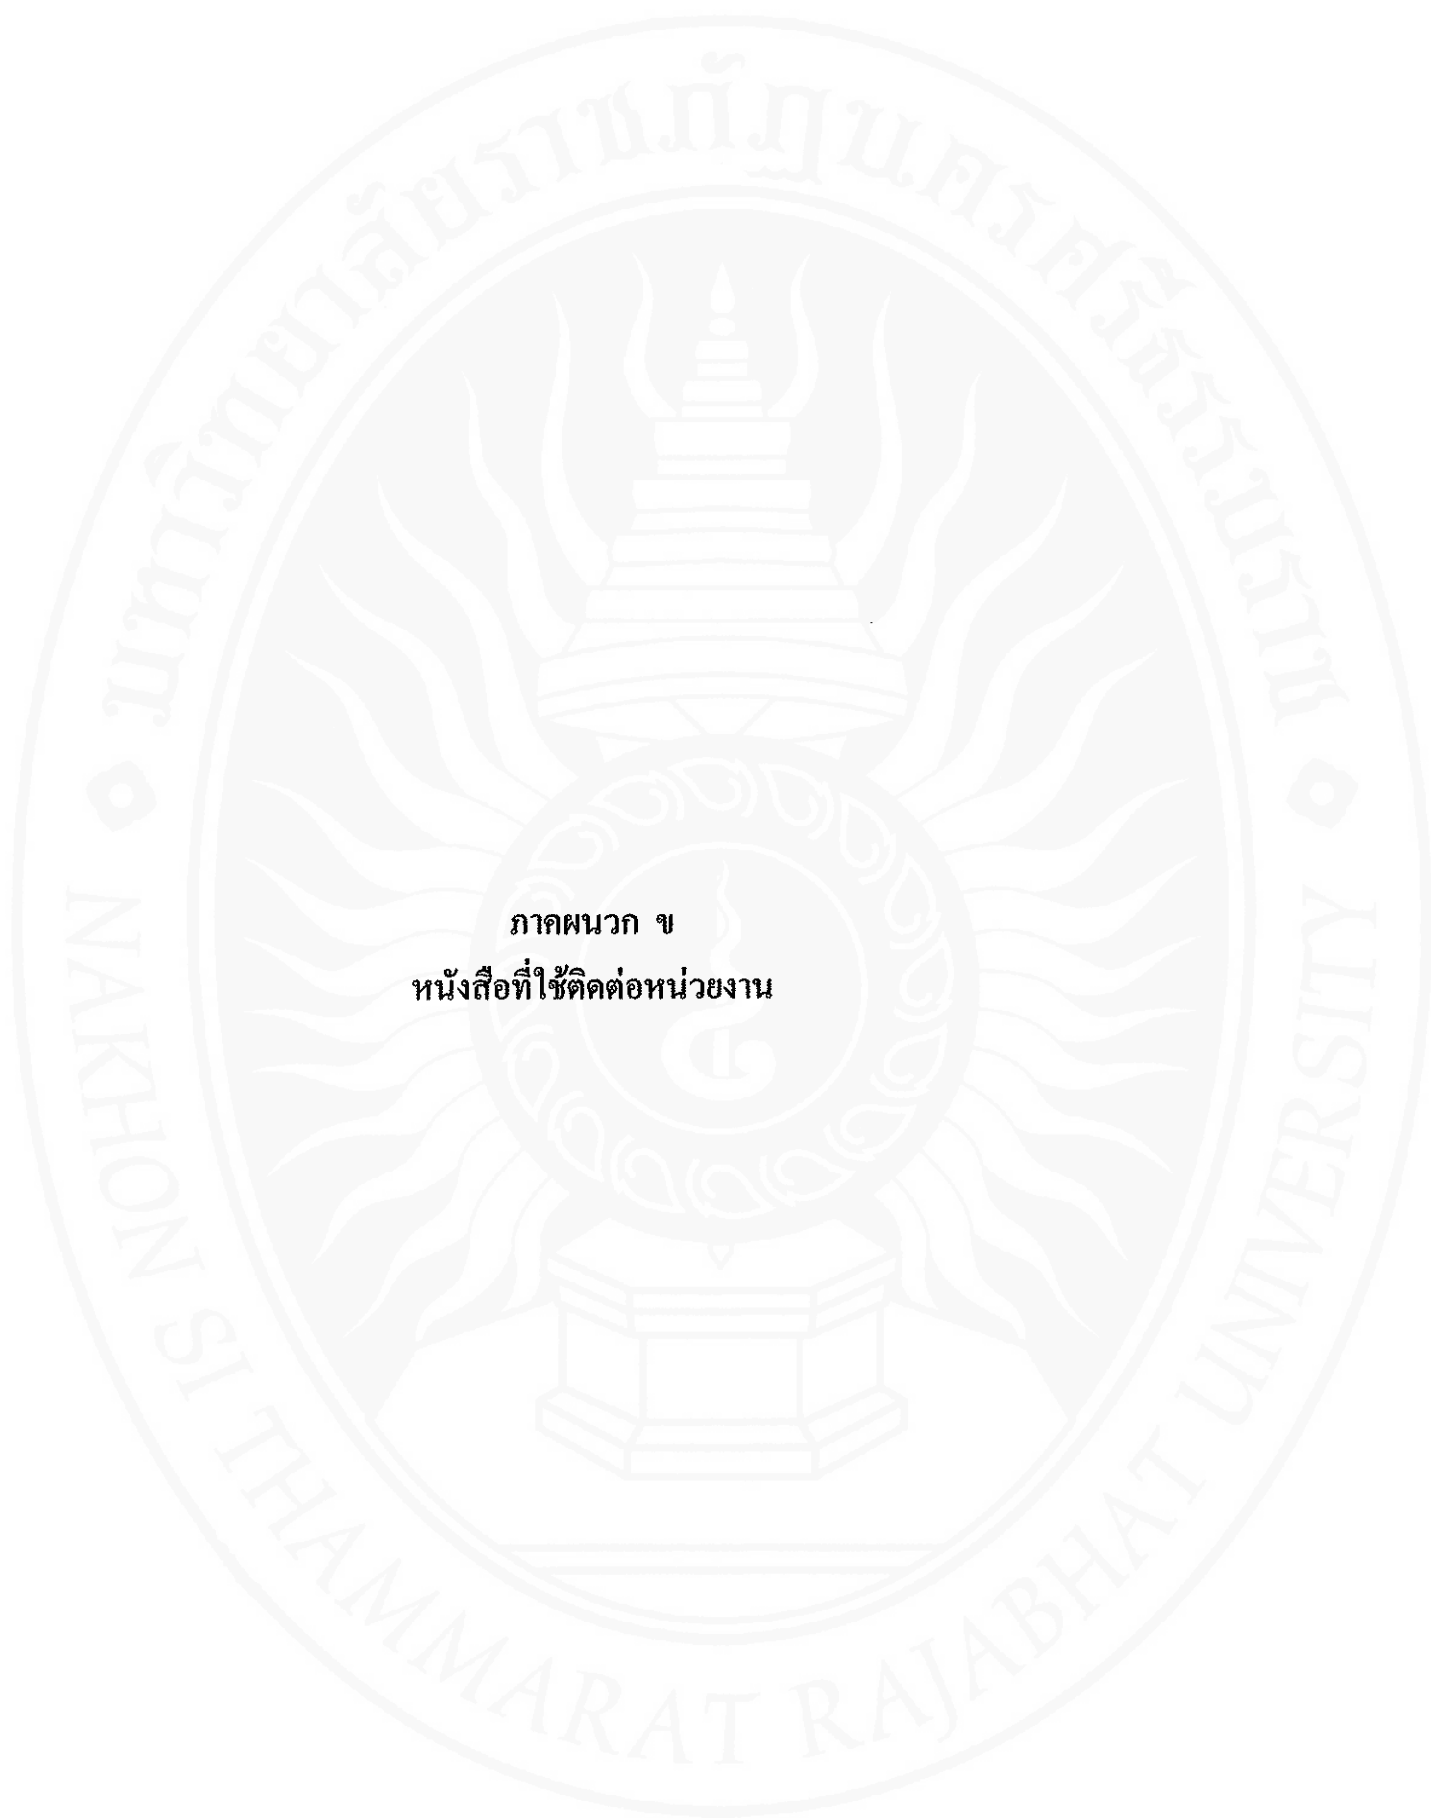 มหาวิทยาลัยราชภัฏนครศรีธรรมราช
ภาคผนวก ข
หนังสือที่ใช้ติดต่อหน่วยงาน
NAKHON SI THAMMARAT RAJABHAT UNIVERSITY